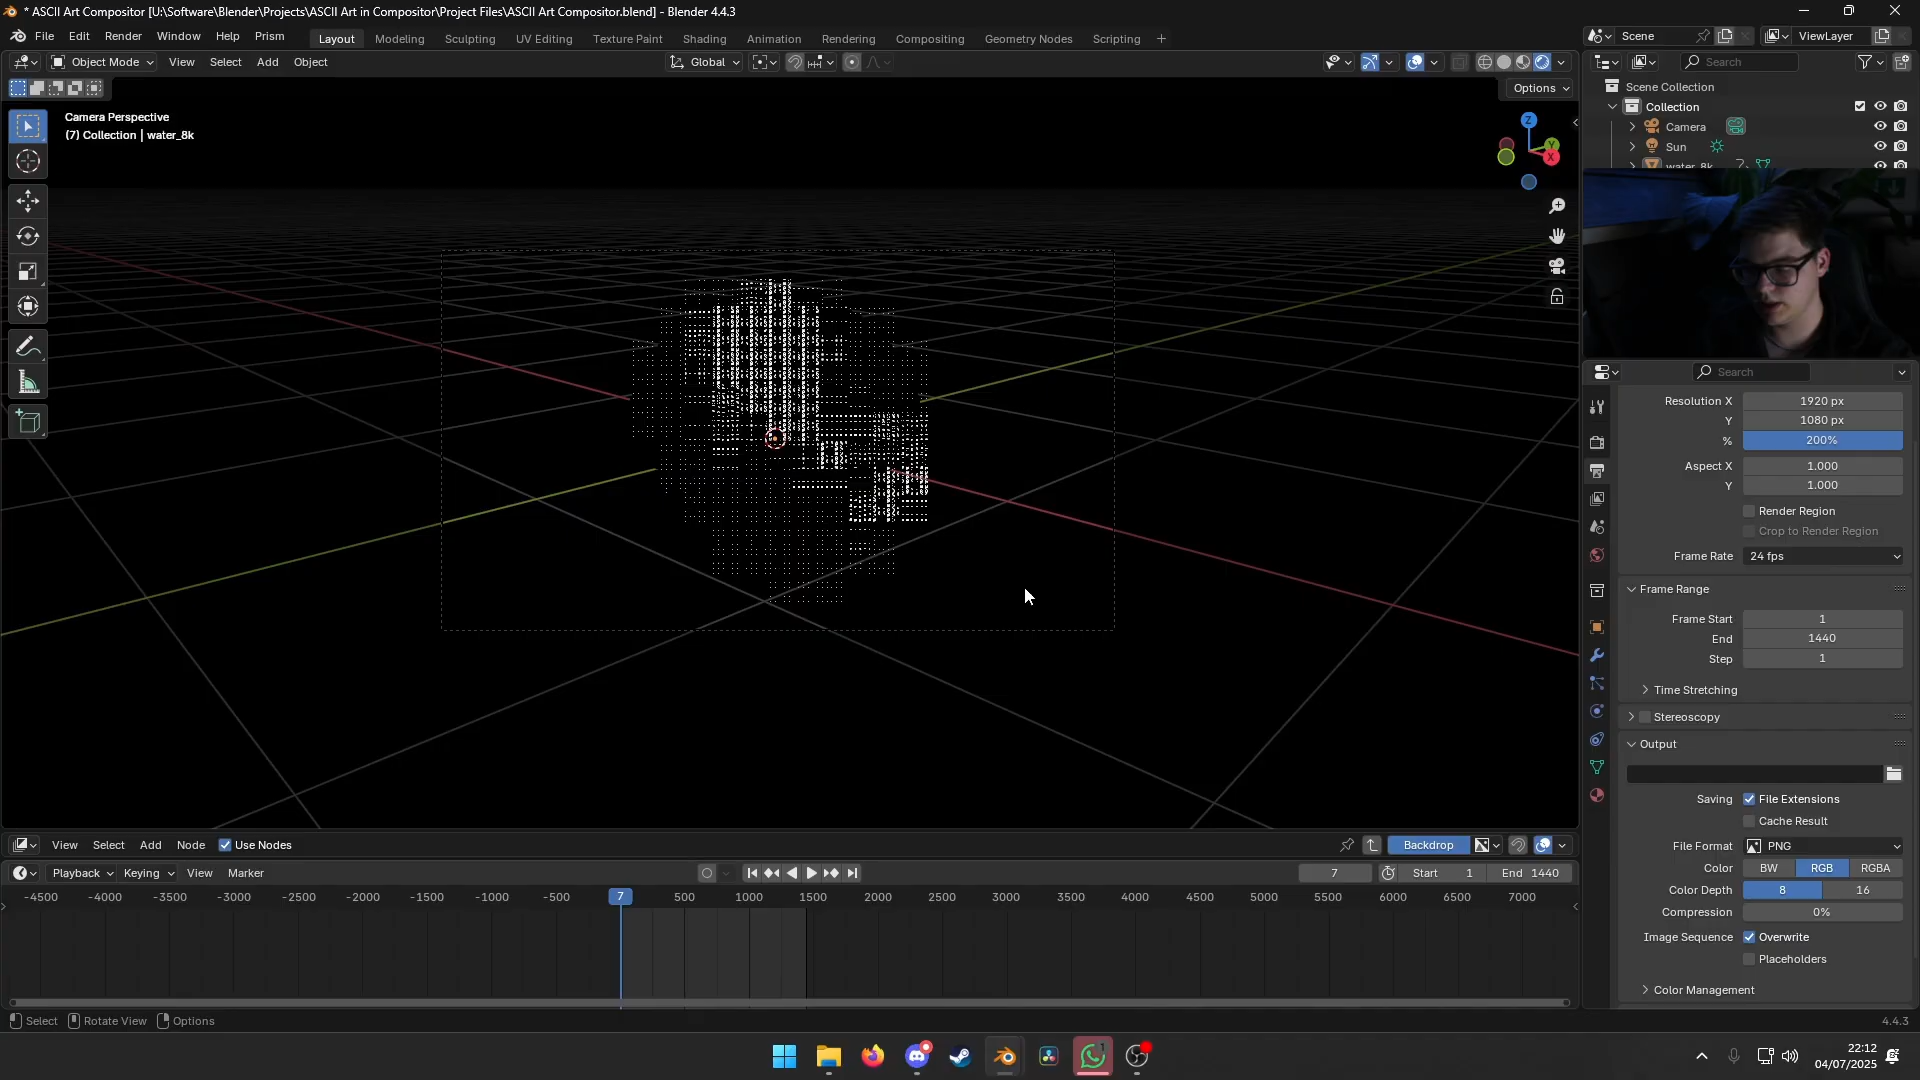 * ASCII Art Compositor [U:\Software\Blender\Projects\ASCII Art in Compositor\Project Files\ASCII Art Compositor.blend] - Blender 4.4.3
File Edit Render Window Help Prism Layout Modeling Sculpting UV Editing Texture Paint Shading Animation Rendering Compositing Geometry Nodes Scripting + Scene ViewLayer
Object Mode View Select Add Object Global Search
Options
Scene Collection
Collection
Camera Perspective
(7) Collection | water_8k
Camera
Sun
water_8k
Z
Y
X
Search
Resolution X 1920 px
Y 1080 px
% 200%
Aspect X 1.000
Y 1.000
Render Region
Crop to Render Region
Frame Rate 24 fps
Frame Range
Frame Start 1
End 1440
Step 1
Time Stretching
Stereoscopy
Output
Saving File Extensions
Cache Result
File Format PNG
Color BW RGB RGBA
Color Depth 8 16
Compression 0%
Image Sequence Overwrite
Placeholders
Color Management
View Select Add Node Use Nodes Backdrop
Playback Keying View Marker 7 Start 1 End 1440
-4500 -4000 -3500 -3000 -2500 -2000 -1500 -1000 -500 7 500 1000 1500 2000 2500 3000 3500 4000 4500 5000 5500 6000 6500 7000
Select Rotate View Options 4.4.3
22:12
04/07/2025